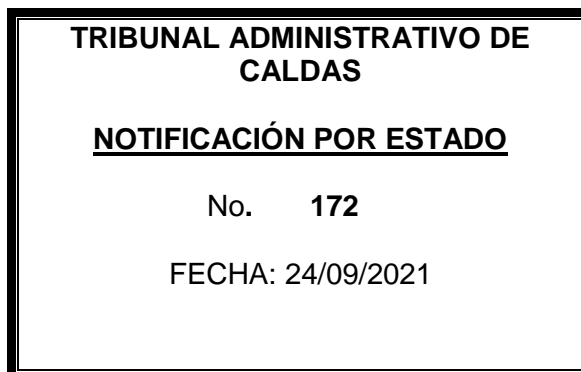 TRIBUNAL ADMINISTRATIVO DE
CALDAS
NOTIFICACIÓN POR ESTADO
No. 172
FECHA: 24/09/2021